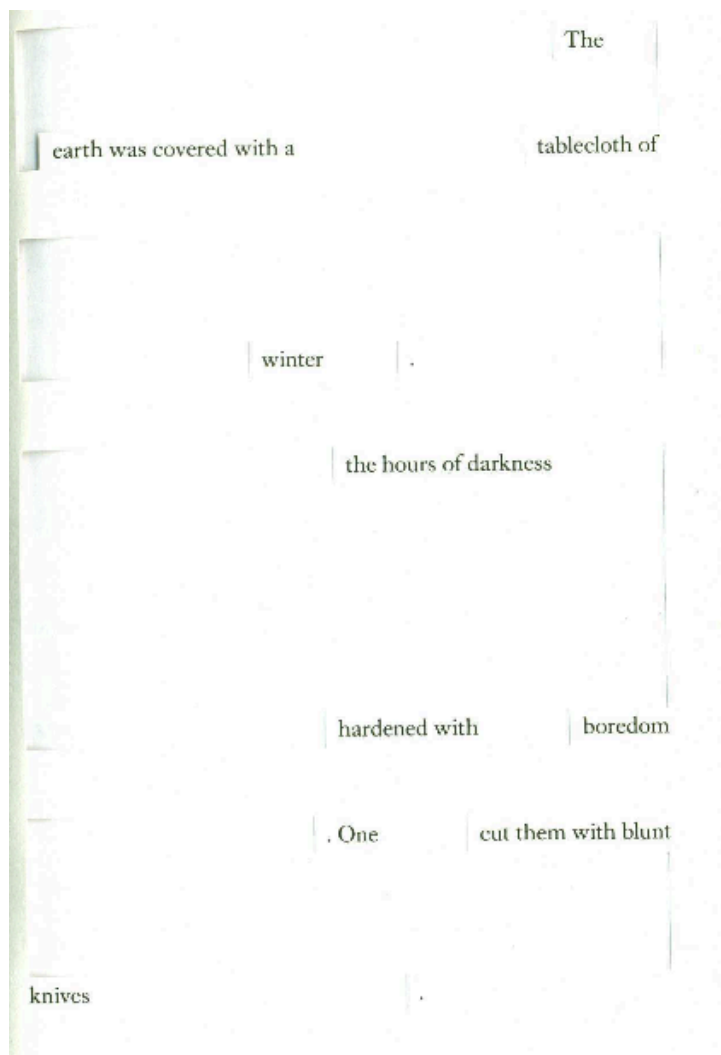 The
earth was covered with a tablecloth of
winter .
the hours of darkness
hardened with boredom
. One cut them with blunt
knives .